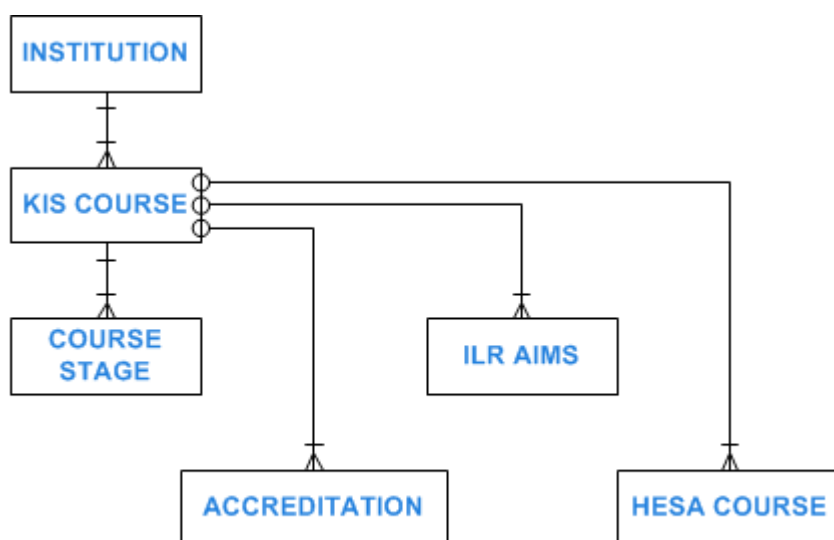 INSTITUTION
KIS COURSE
COURSE
STAGE
ILR AIMS
ACCREDITATION
HESA COURSE